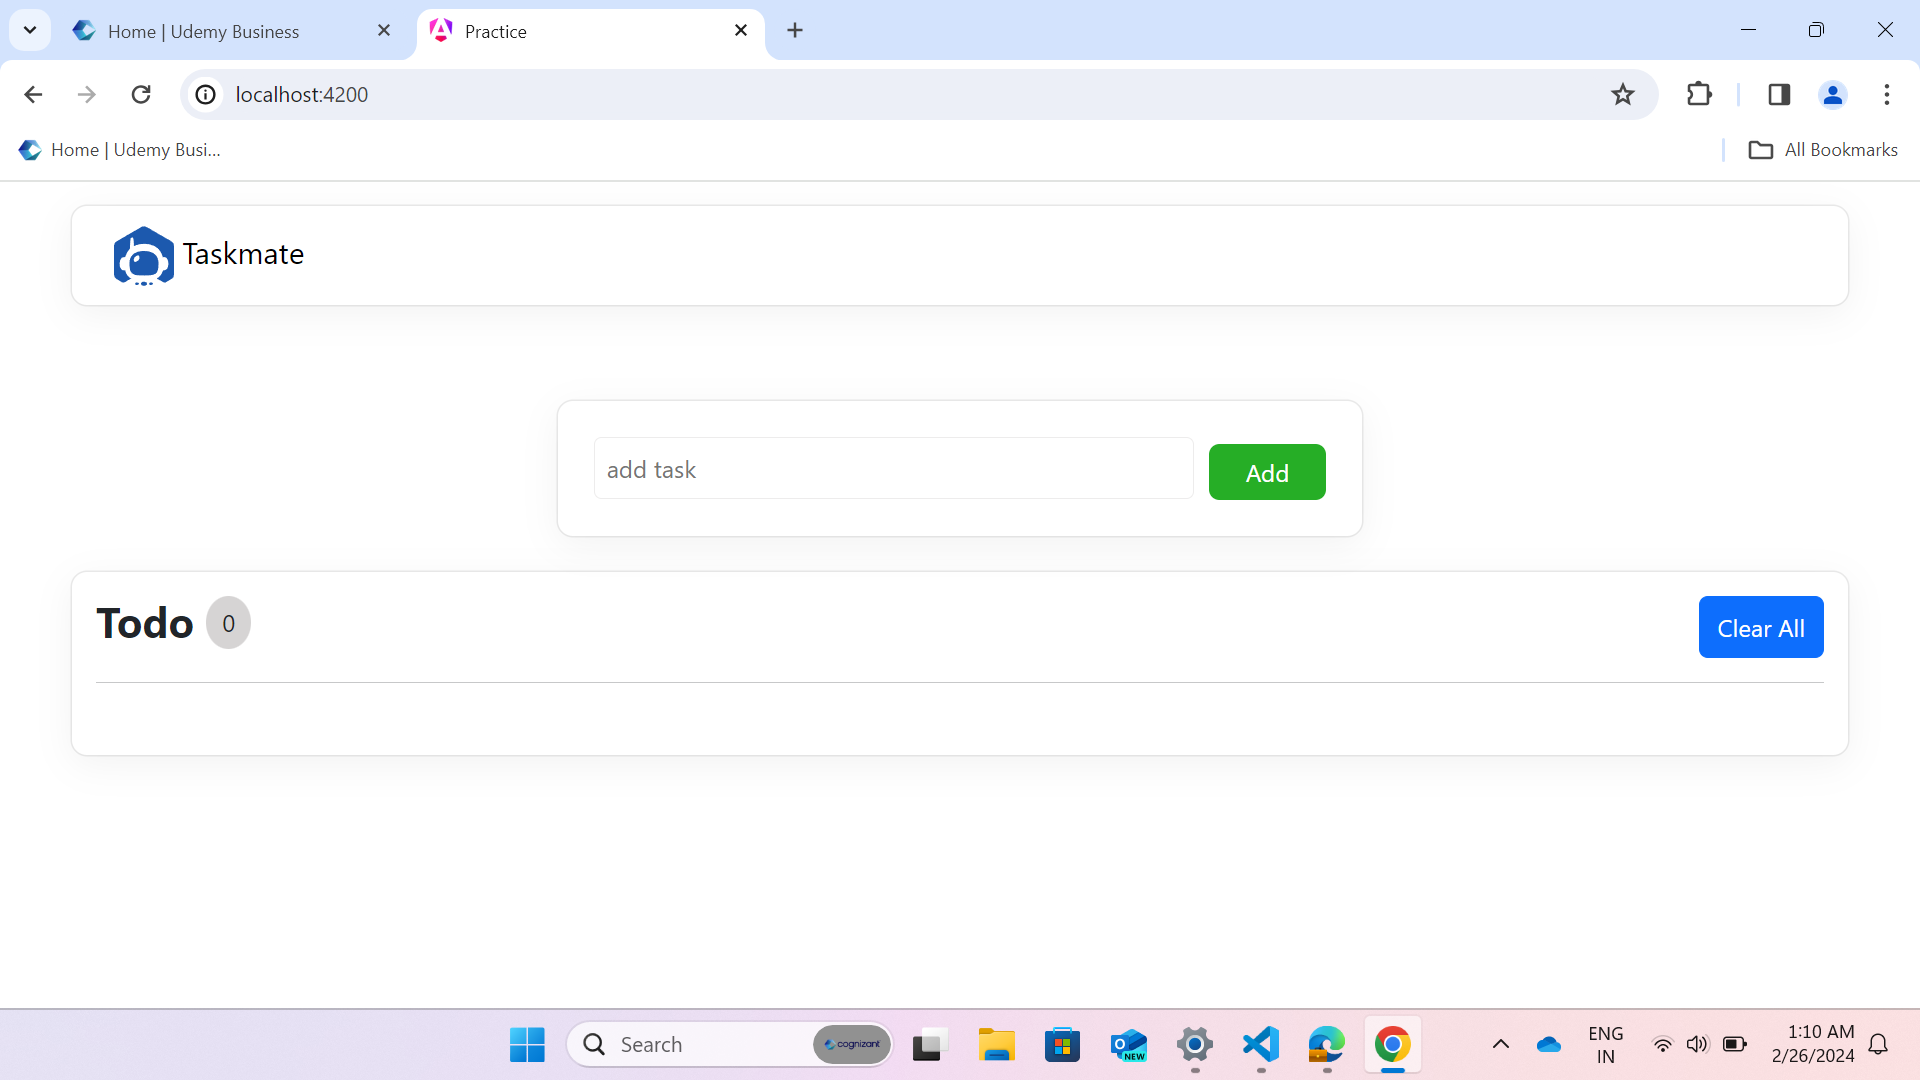 Home | Udemy Business
Practice
localhost:4200
Home | Udemy Busi...
All Bookmarks
Taskmate
add task
Add
Todo 0
Clear All
Search
cognizant
NEW
ENG
IN
1:10 AM
2/26/2024